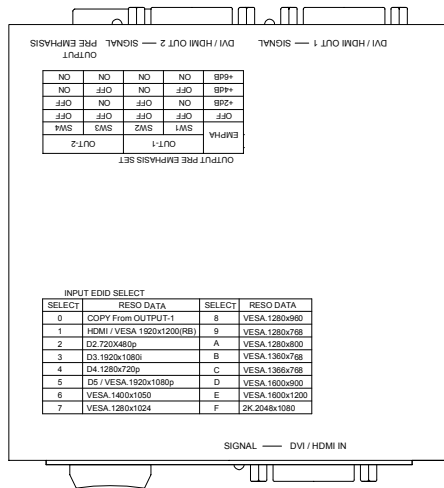 DVI / HDMI OUT 1 — SIGNAL
DVI / HDMI OUT 2 — SIGNAL
OUTPUT
PRE EMPHASIS
OUTPUT PRE EMPHASIS SET
EMPHA OUT-1 OUT-2
SW1 SW2 SW3 SW4
OFF OFF OFF OFF OFF
+2dB ON OFF ON OFF
+4dB OFF ON OFF ON
+6dB ON ON ON ON
INPUT EDID SELECT
SELECT RESO DATA SELECT RESO DATA
0 COPY From OUTPUT-1 8 VESA.1280x960
1 HDMI / VESA 1920x1200(RB) 9 VESA.1280x768
2 D2.720X480p A VESA.1280x800
3 D3.1920x1080i B VESA.1360x768
4 D4.1280x720p C VESA.1366x768
5 D5 / VESA.1920x1080p D VESA.1600x900
6 VESA.1400x1050 E VESA.1600x1200
7 VESA.1280x1024 F 2K.2048x1080
SIGNAL — DVI / HDMI IN